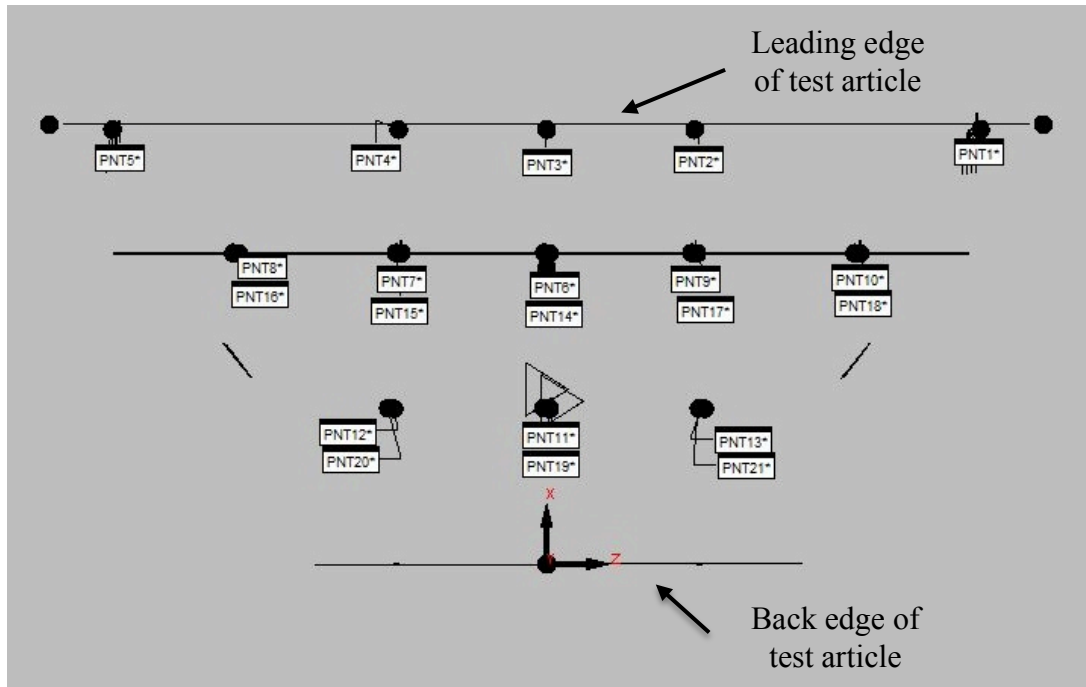 Leading edge
of test article
PNT5*
PNT4*
PNT3*
PNT2*
PNT1*
PNT8*
PNT7*
PNT6*
PNT9*
PNT10*
PNT16*
PNT15*
PNT14*
PNT17*
PNT18*
PNT12*
PNT11*
PNT13*
PNT20*
PNT19*
PNT21*
X
Y
Z
Back edge of
test article